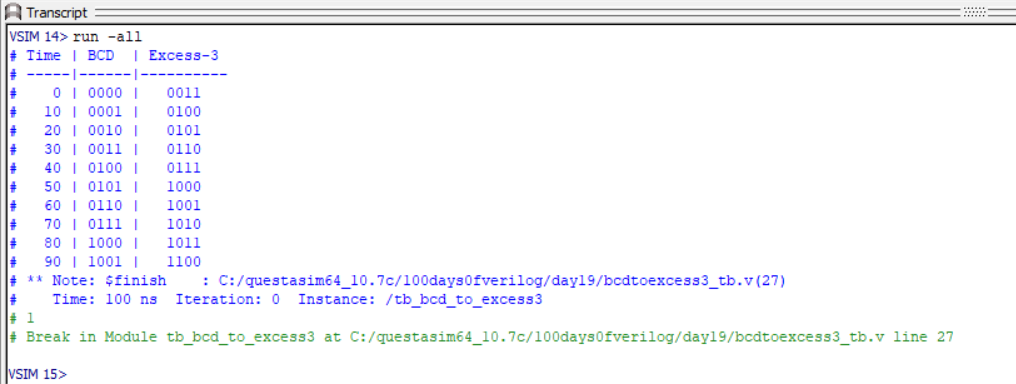 Transcript
VSIM 14> run -all
# Time | BCD  | Excess-3
# -----|------|----------
#    0 | 0000 |   0011
#   10 | 0001 |   0100
#   20 | 0010 |   0101
#   30 | 0011 |   0110
#   40 | 0100 |   0111
#   50 | 0101 |   1000
#   60 | 0110 |   1001
#   70 | 0111 |   1010
#   80 | 1000 |   1011
#   90 | 1001 |   1100
# ** Note: $finish    : C:/questasim64_10.7c/100days0fverilog/day19/bcdtoexcess3_tb.v(27)
#    Time: 100 ns  Iteration: 0  Instance: /tb_bcd_to_excess3
# 1
# Break in Module tb_bcd_to_excess3 at C:/questasim64_10.7c/100days0fverilog/day19/bcdtoexcess3_tb.v line 27
VSIM 15>